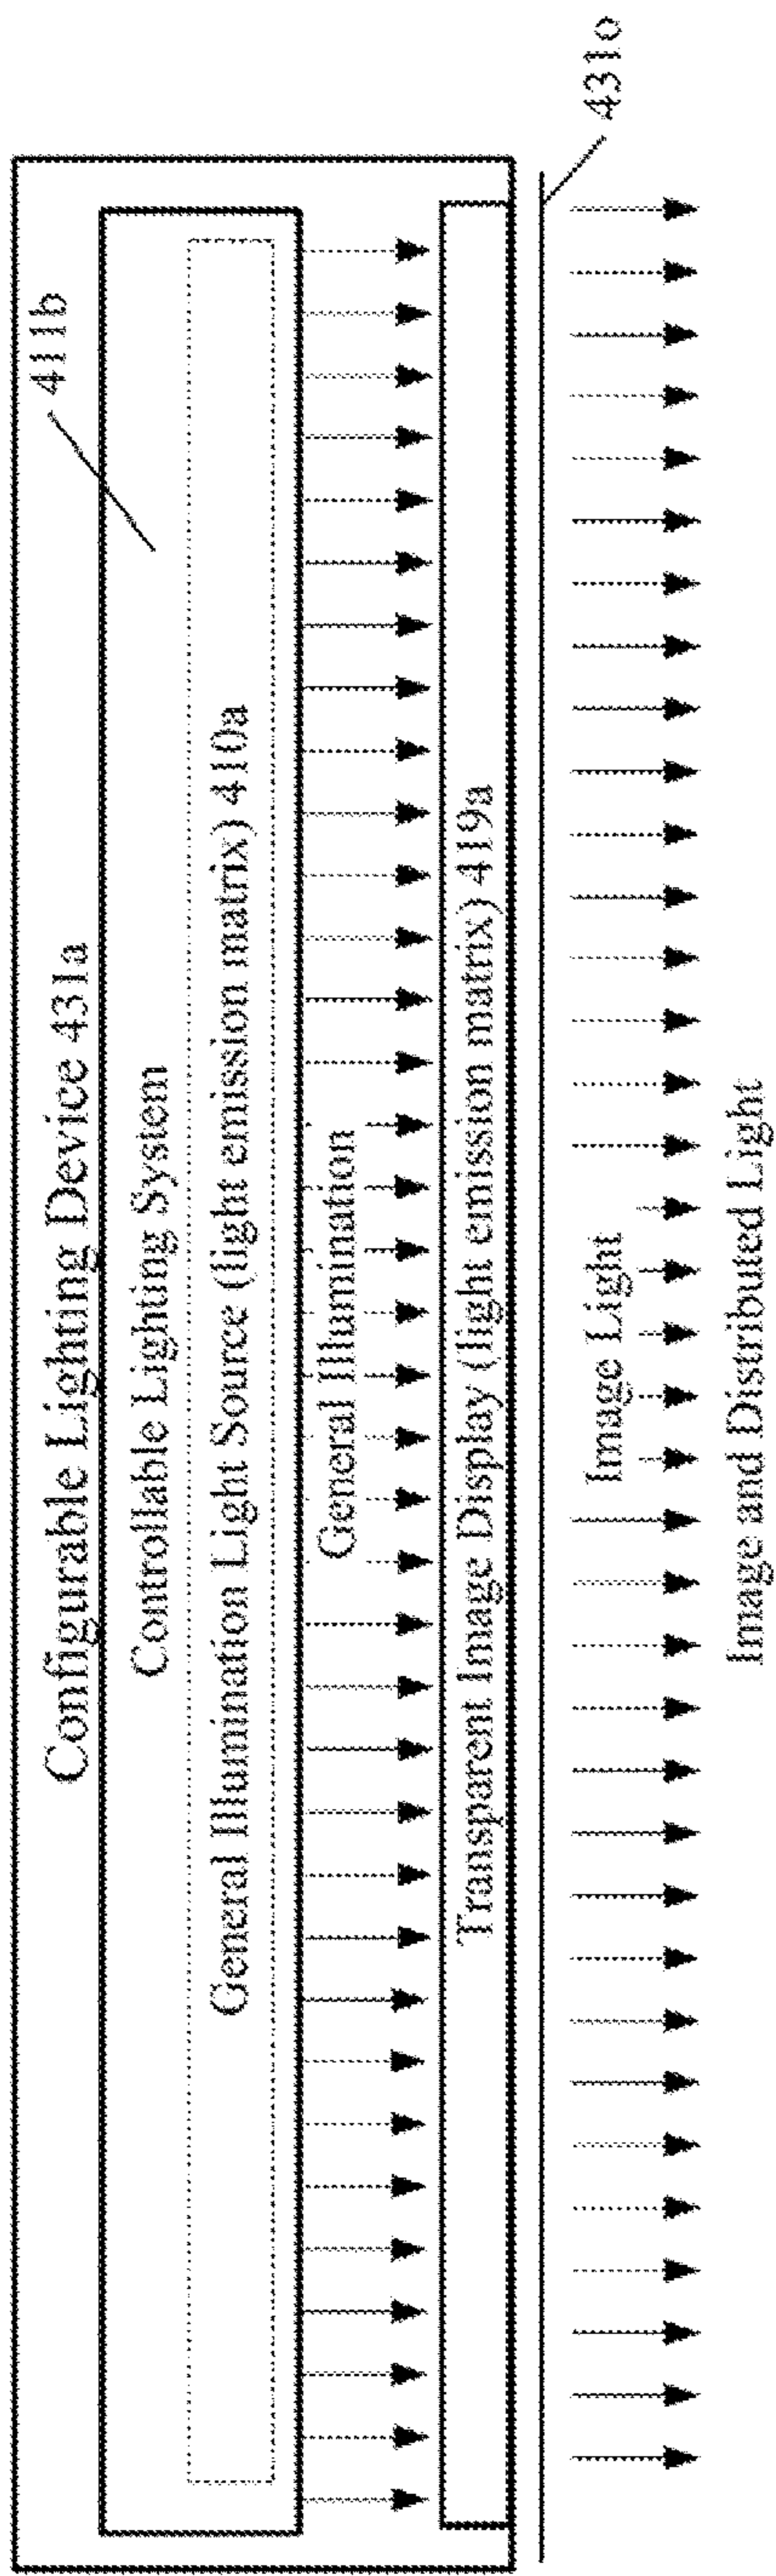 Configurable Lighting Device 431a
411b
Controllable Lighting System
General Illumination Light Source (light emission matrix) 410a
General Illumination
Transparent Image Display (light emission matrix) 419a
431o
Image Light
Image and Distributed Light